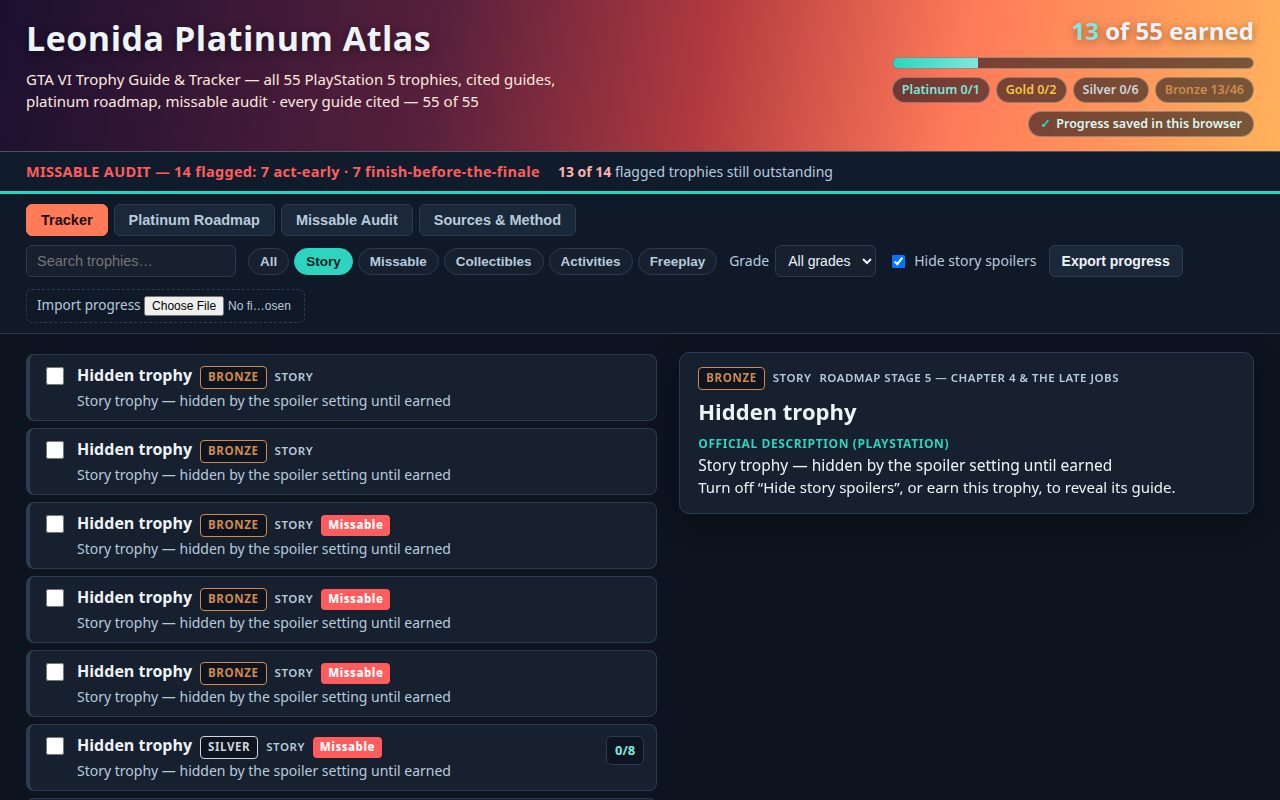 Leonida Platinum Atlas
GTA VI Trophy Guide & Tracker — all 55 PlayStation 5 trophies, cited guides,
platinum roadmap, missable audit · every guide cited — 55 of 55
13 of 55 earned
Platinum 0/1 Gold 0/2 Silver 0/6 Bronze 13/46
✓ Progress saved in this browser
MISSABLE AUDIT — 14 flagged: 7 act-early · 7 finish-before-the-finale 13 of 14 flagged trophies still outstanding
Tracker Platinum Roadmap Missable Audit Sources & Method
Search trophies… All Story Missable Collectibles Activities Freeplay Grade All grades Hide story spoilers Export progress
Import progress Choose File No fi…osen
Hidden trophy BRONZE STORY
Story trophy — hidden by the spoiler setting until earned
Hidden trophy BRONZE STORY
Story trophy — hidden by the spoiler setting until earned
Hidden trophy BRONZE STORY Missable
Story trophy — hidden by the spoiler setting until earned
Hidden trophy BRONZE STORY Missable
Story trophy — hidden by the spoiler setting until earned
Hidden trophy BRONZE STORY Missable
Story trophy — hidden by the spoiler setting until earned
Hidden trophy SILVER STORY Missable 0/8
Story trophy — hidden by the spoiler setting until earned
BRONZE STORY ROADMAP STAGE 5 — CHAPTER 4 & THE LATE JOBS
Hidden trophy
OFFICIAL DESCRIPTION (PLAYSTATION)
Story trophy — hidden by the spoiler setting until earned
Turn off “Hide story spoilers”, or earn this trophy, to reveal its guide.